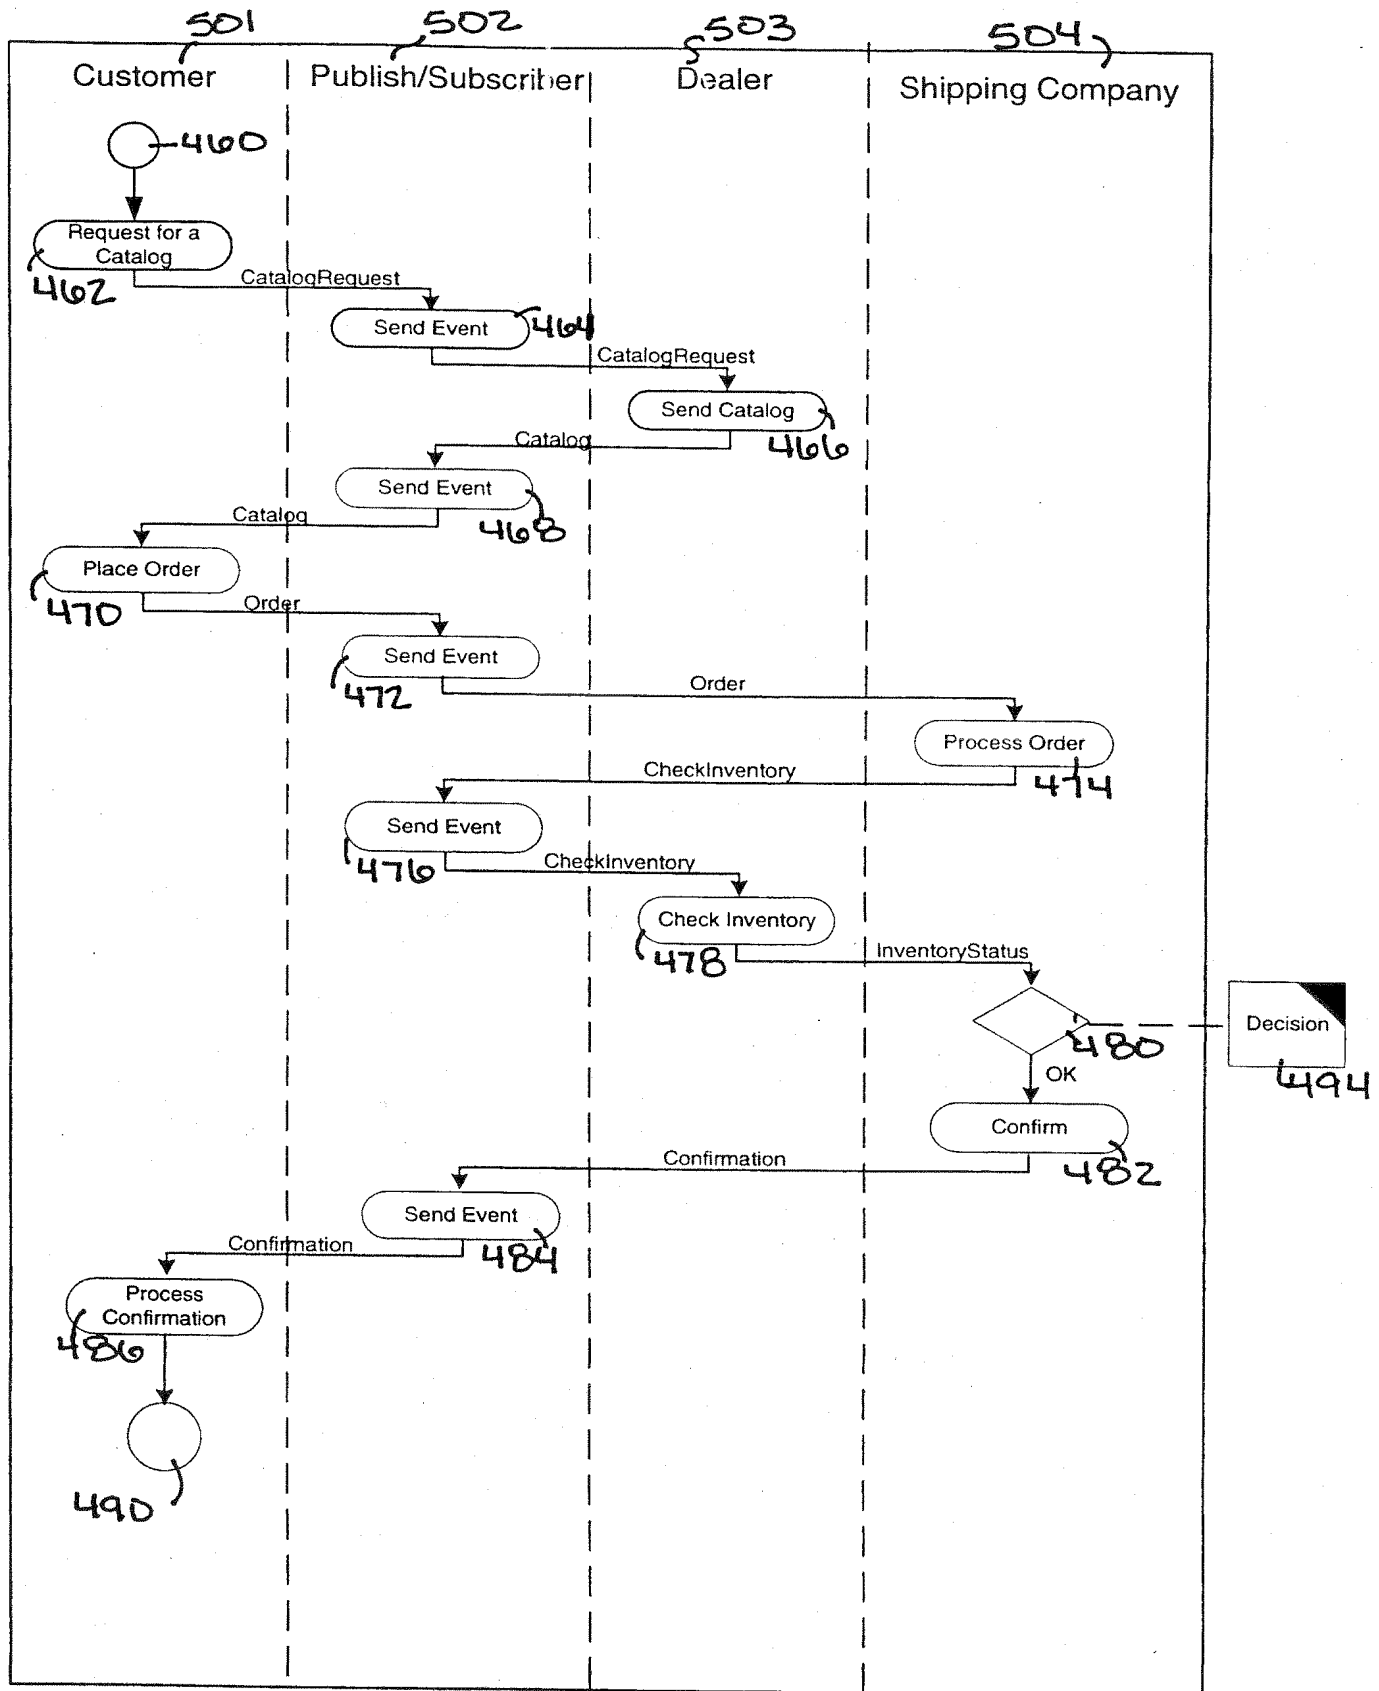 501
502
503
504
Customer
Publish/Subscriber
Dealer
Shipping Company
460
Request for a
Catalog
462
CatalogRequest
Send Event
464
CatalogRequest
Send Catalog
466
Catalog
Send Event
468
Catalog
Place Order
470
Order
Send Event
472
Order
Process Order
474
CheckInventory
Send Event
476
CheckInventory
Check Inventory
478
InventoryStatus
480
Decision
494
OK
Confirm
482
Confirmation
Send Event
484
Confirmation
Process
Confirmation
486
490